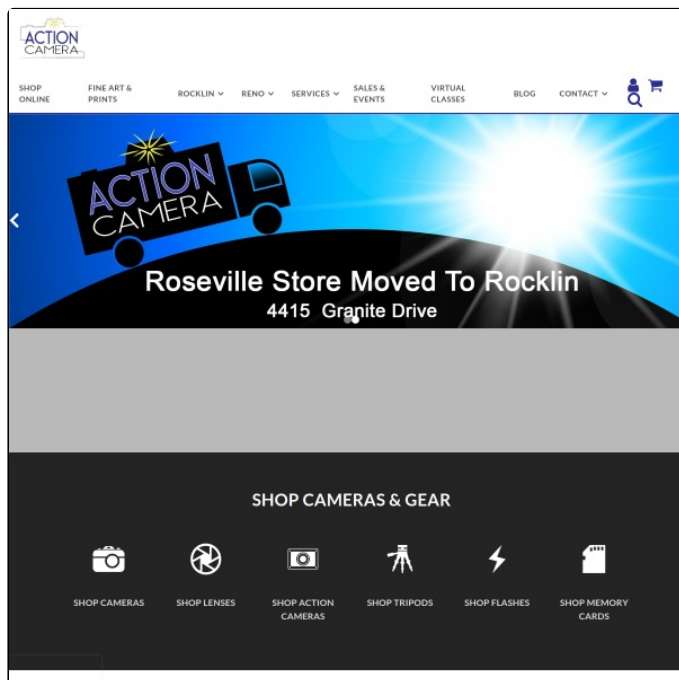 ACTION
CAMERA
SHOP ONLINE
FINE ART & PRINTS
ROCKLIN
RENO
SERVICES
SALES & EVENTS
VIRTUAL CLASSES
BLOG
CONTACT
ACTION
CAMERA
Roseville Store Moved To Rocklin
4415 Granite Drive
SHOP CAMERAS & GEAR
SHOP CAMERAS
SHOP LENSES
SHOP ACTION CAMERAS
SHOP TRIPODS
SHOP FLASHES
SHOP MEMORY CARDS